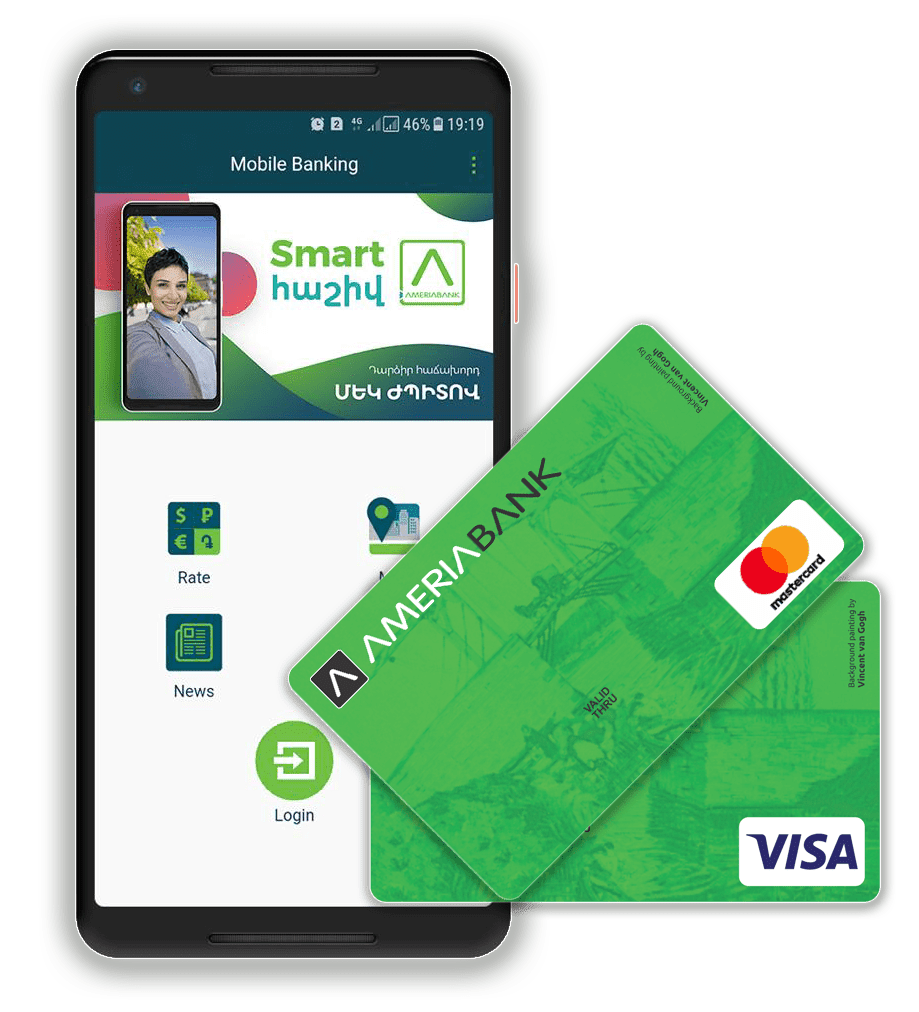 2 4G 46% 19:19
Mobile Banking
Smart
հաշիվ
AMERIABANK
Դարձիր հաճախորդ
ՄԵԿ ԺՊԻՏՈՎ
$ ₽
€ ֏
Rate
News
Login
Background painting by
Vincent van Gogh
AMERIABANK
mastercard
VALID
THRU
Background painting by
Vincent van Gogh
VISA